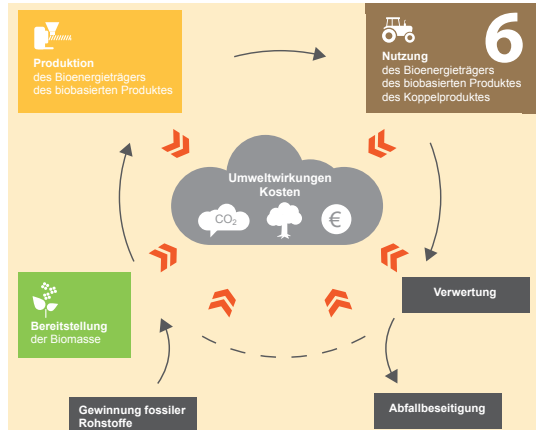 Produktion
des Bioenergieträgers
des biobasierten Produktes
6
Nutzung
des Bioenergieträgers
des biobasierten Produktes
des Koppelproduktes
Umweltwirkungen
Kosten
CO₂
€
Bereitstellung
der Biomasse
Verwertung
Gewinnung fossiler
Rohstoffe
Abfallbeseitigung